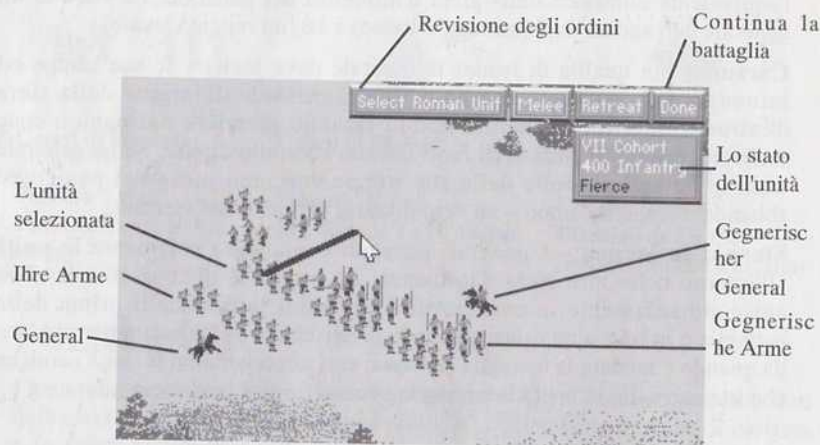 Revisione degli ordini
Continua la
battaglia
Select Roman Unit
Melee
Retreat
Done
VII Cohort
400 Infantry
Fierce
Lo stato
dell'unità
L'unità
selezionata
Ihre Arme
General
Gegnerisc
her
General
Gegnerisc
he Arme